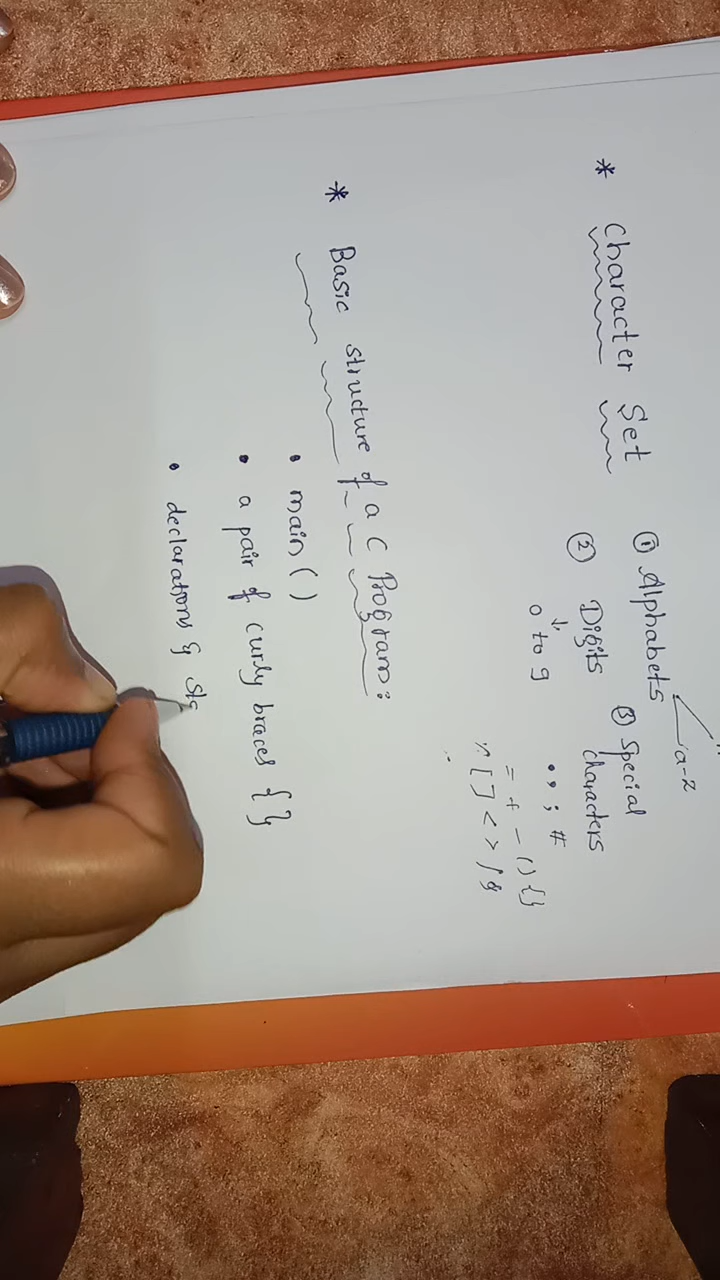 * Character Set
① Alphabets
a-z
② Digits
↓
0 to 9
③ Special
characters
. , ; #
= + - () {}
[ ] < > / &
* Basic structure of a C Program:
• main ( )
• a pair of curly braces { }
• declarations & sta